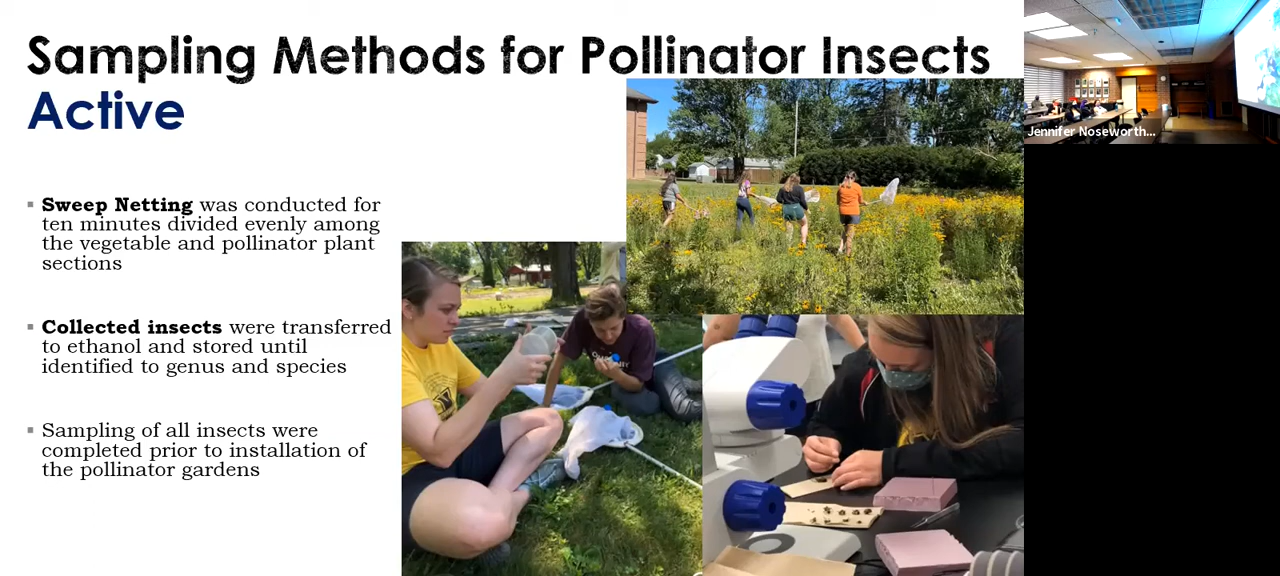 Sampling Methods for Pollinator Insects
Active
Sweep Netting was conducted for
ten minutes divided evenly among
the vegetable and pollinator plant
sections
Collected insects were transferred
to ethanol and stored until
identified to genus and species
Sampling of all insects were
completed prior to installation of
the pollinator gardens
Jennifer Noseworth...